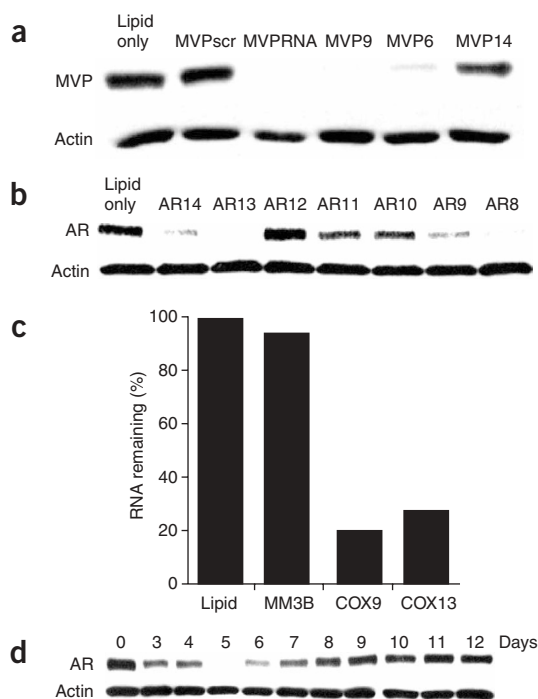 a
Lipid only
MVPscr MVPRNA MVP9 MVP6 MVP14
MVP
Actin
b
Lipid only
AR14 AR13 AR12 AR11 AR10 AR9 AR8
AR
Actin
c
RNA remaining (%)
100
80
60
40
20
0
Lipid MM3B COX9 COX13
d
0 3 4 5 6 7 8 9 10 11 12 Days
AR
Actin